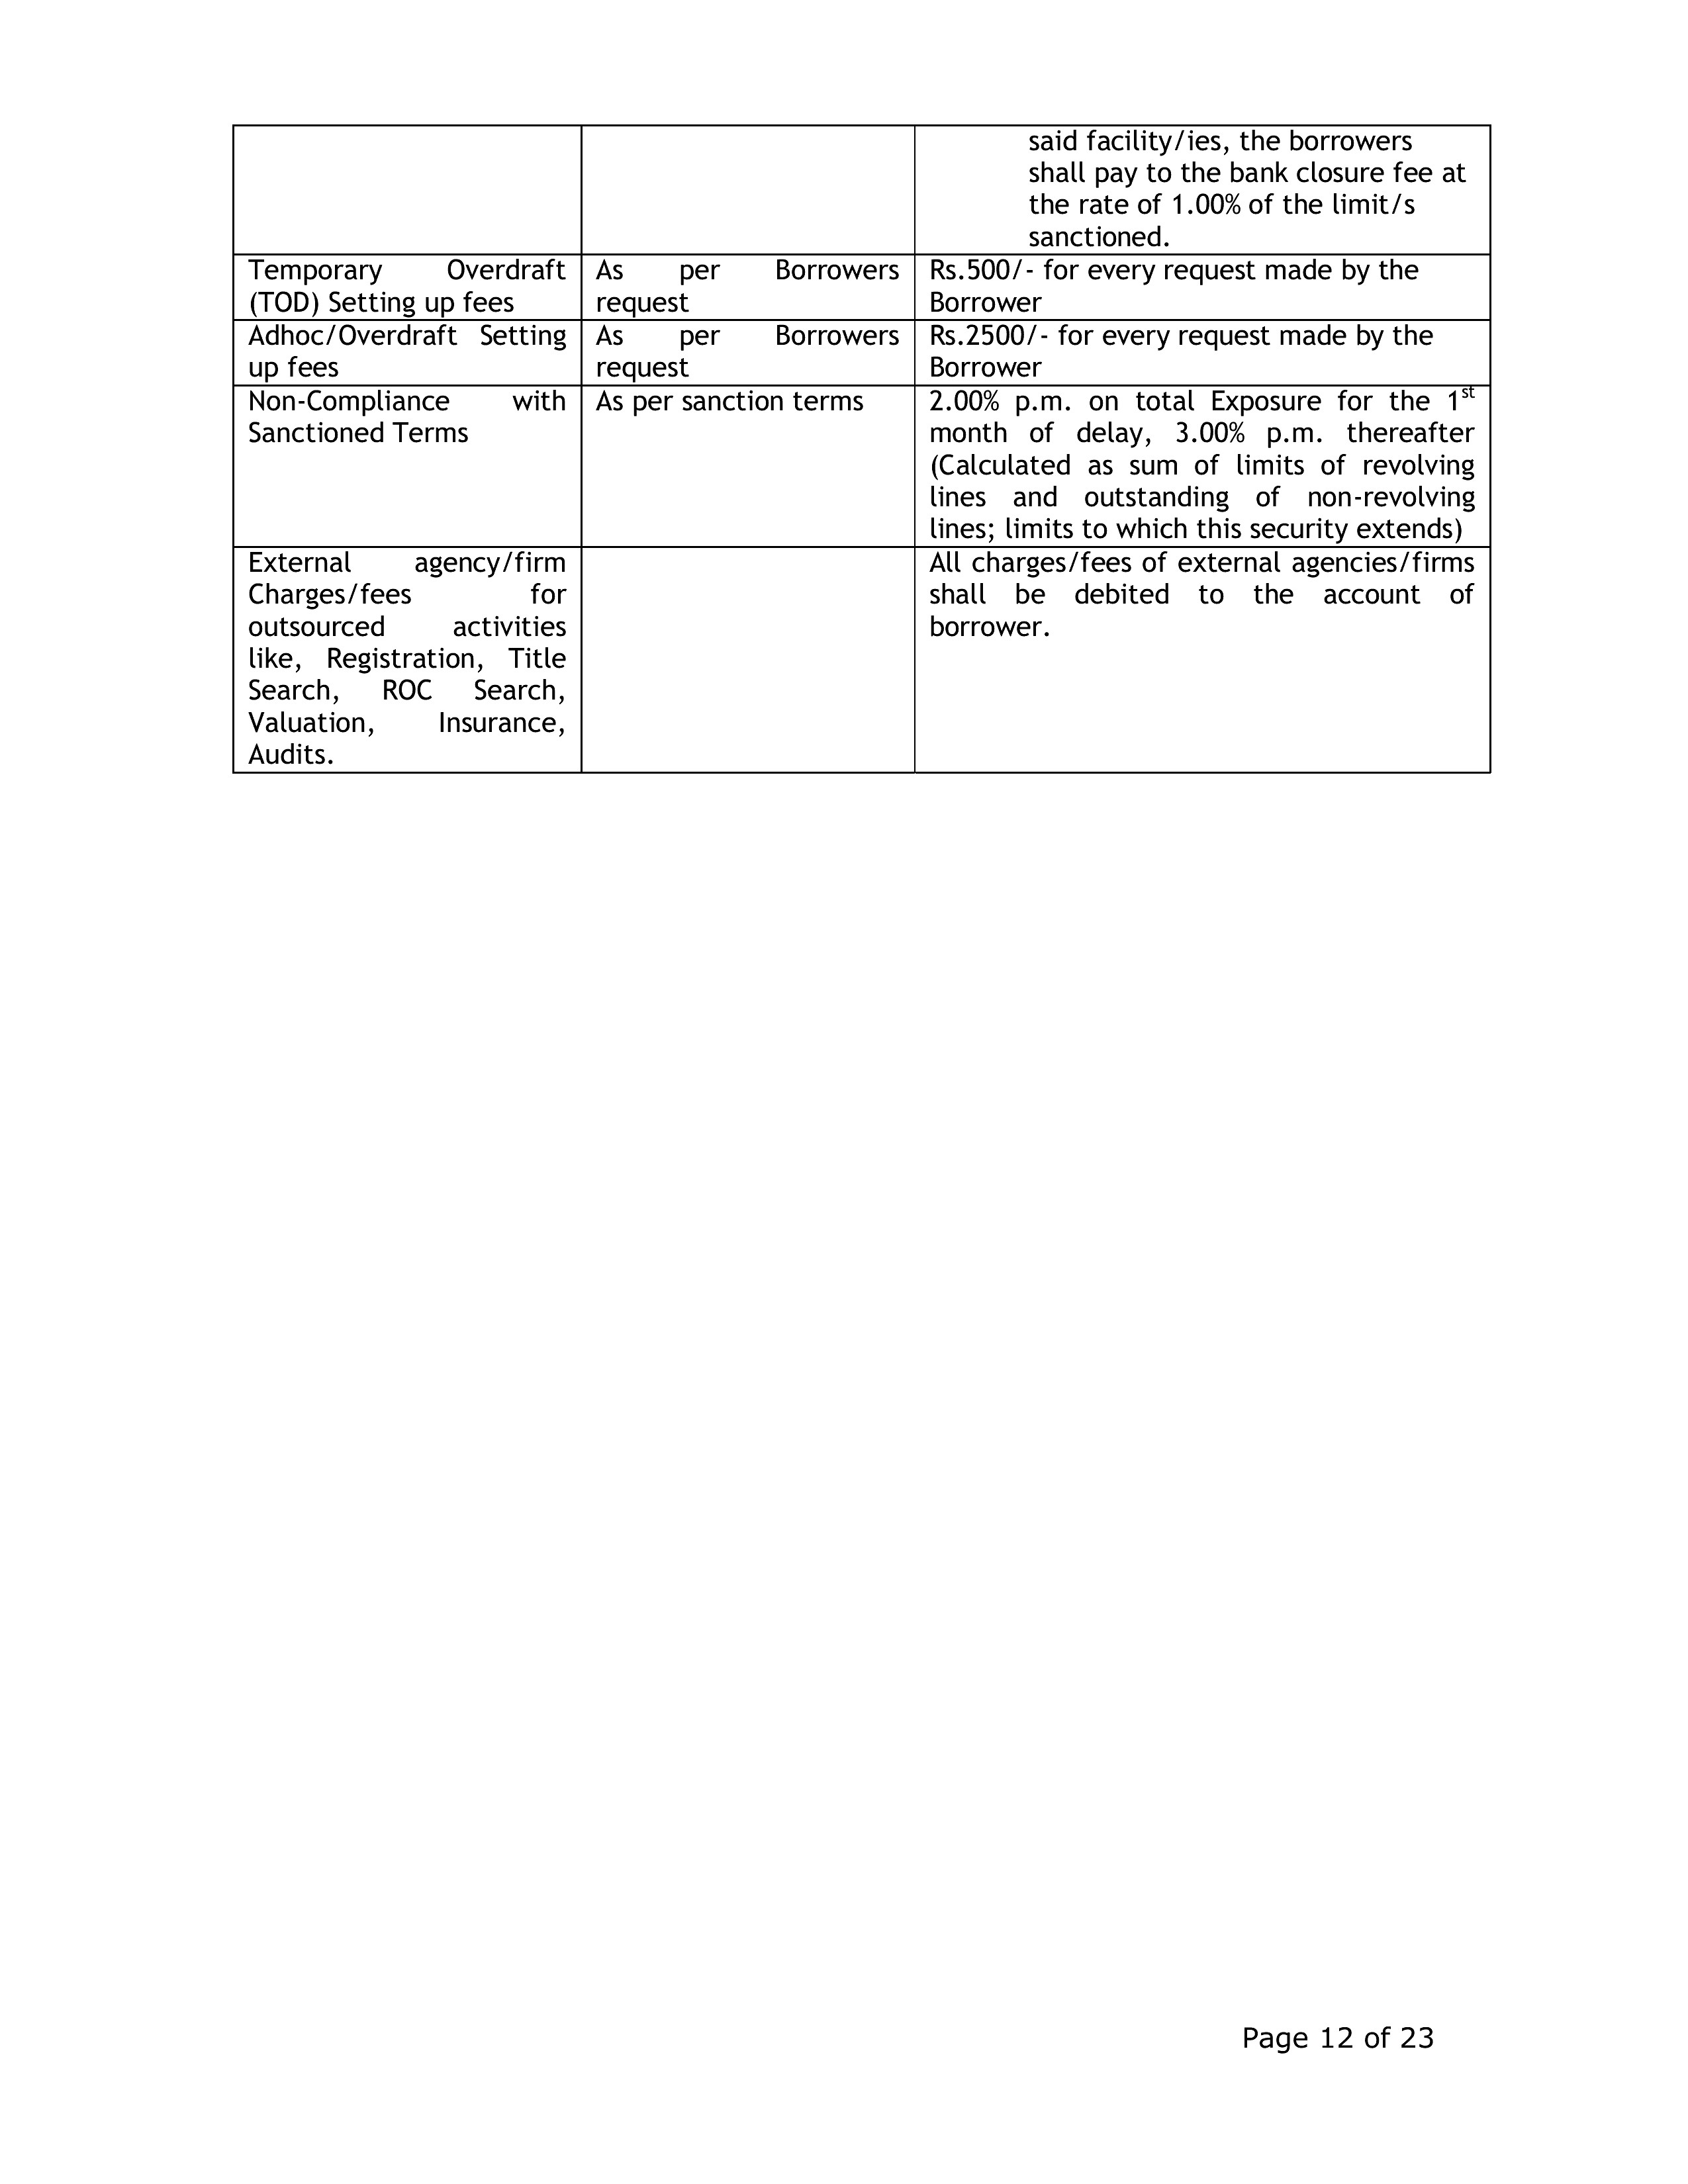 said facility/ies, the borrowers
shall pay to the bank closure fee at
the rate of 1.00% of the limit/s
sanctioned.
Temporary Overdraft
(TOD) Setting up fees
As per Borrowers
request
Rs.500/- for every request made by the
Borrower
Adhoc/Overdraft Setting
up fees
As per Borrowers
request
Rs.2500/- for every request made by the
Borrower
Non-Compliance with
Sanctioned Terms
As per sanction terms
2.00% p.m. on total Exposure for the 1st
month of delay, 3.00% p.m. thereafter
(Calculated as sum of limits of revolving
lines and outstanding of non-revolving
lines; limits to which this security extends)
External agency/firm
Charges/fees for
outsourced activities
like, Registration, Title
Search, ROC Search,
Valuation, Insurance,
Audits.
All charges/fees of external agencies/firms
shall be debited to the account of
borrower.
Page 12 of 23